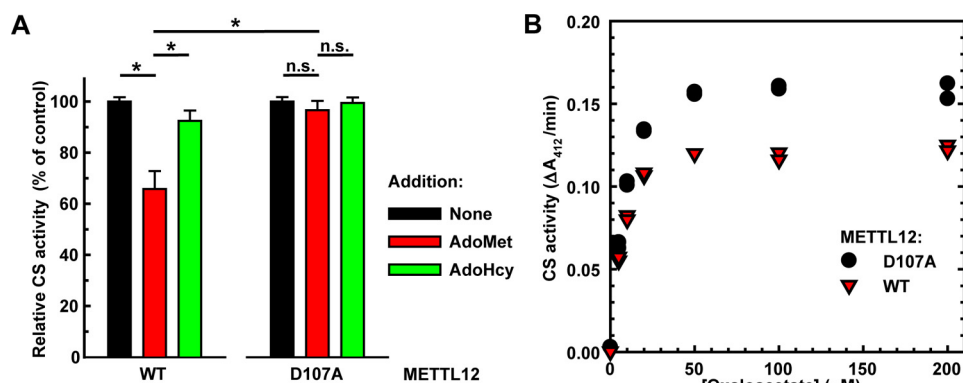 A
*
*
*
n.s.
n.s.
Relative CS activity (% of control)
100
80
60
40
20
0
WT
D107A
METTL12
Addition:
None
AdoMet
AdoHcy
B
CS activity (ΔA412/min)
0.20
0.15
0.10
0.05
0.00
METTL12:
D107A
WT
0
50
100
150
200